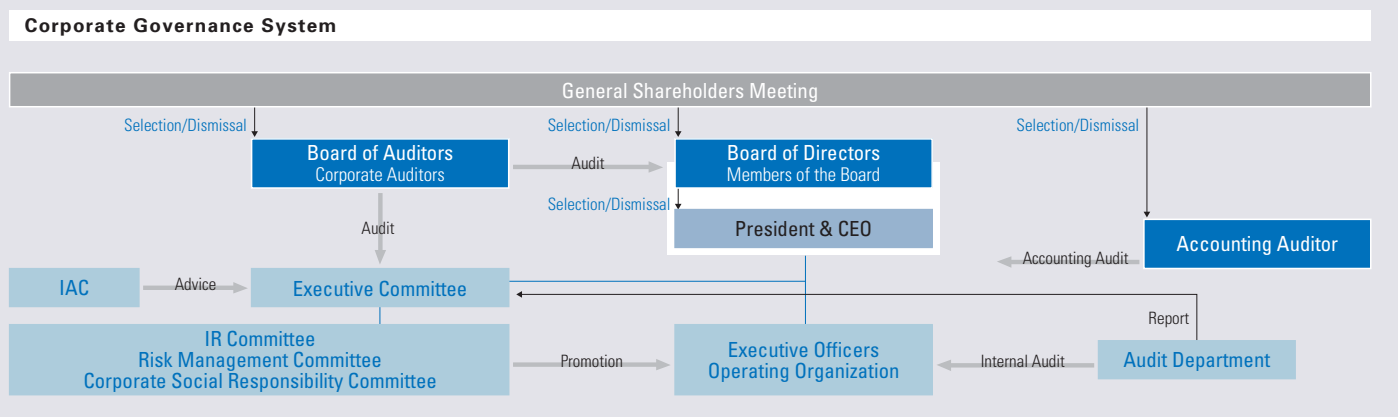 Corporate Governance System
General Shareholders Meeting
Selection/Dismissal
Selection/Dismissal
Selection/Dismissal
Board of Auditors
Corporate Auditors
Audit
Board of Directors
Members of the Board
Selection/Dismissal
President & CEO
Audit
Accounting Auditor
Accounting Audit
IAC
Advice
Executive Committee
Report
IR Committee
Risk Management Committee
Corporate Social Responsibility Committee
Promotion
Executive Officers
Operating Organization
Internal Audit
Audit Department